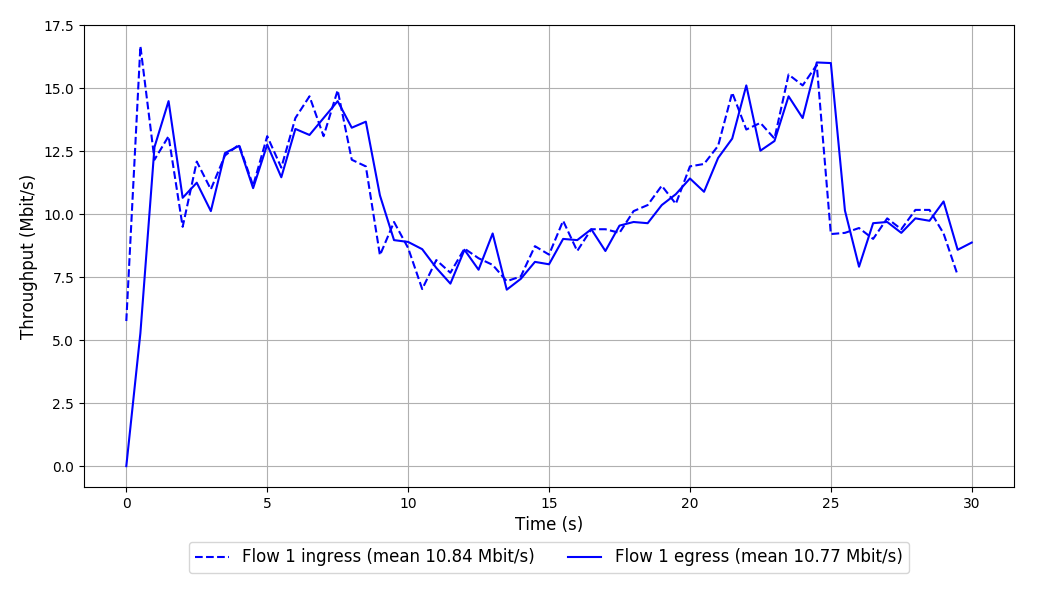 17.5
15.0
12.5
10.0
7.5
5.0
2.5
0.0
Throughput (Mbit/s)
0 5 10 15 20 25 30
Time (s)
Flow 1 ingress (mean 10.84 Mbit/s) Flow 1 egress (mean 10.77 Mbit/s)